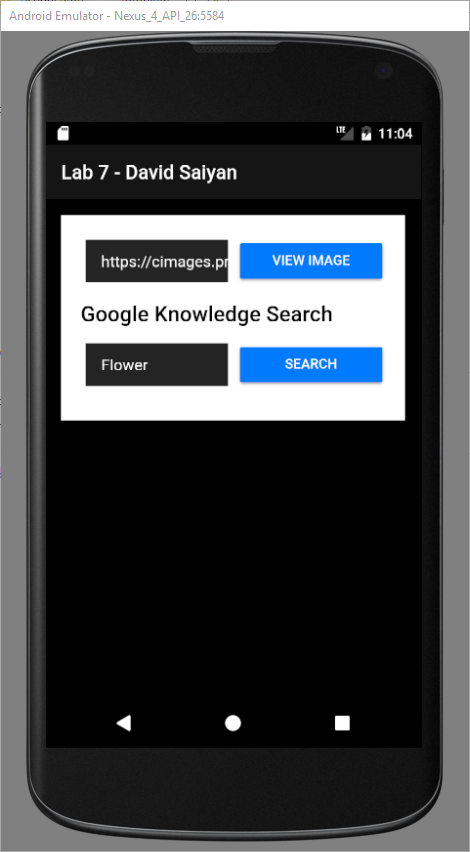 Android Emulator - Nexus_4_API_26:5584
LTE 11:04
Lab 7 - David Saiyan
https://cimages.pr VIEW IMAGE
Google Knowledge Search
Flower SEARCH